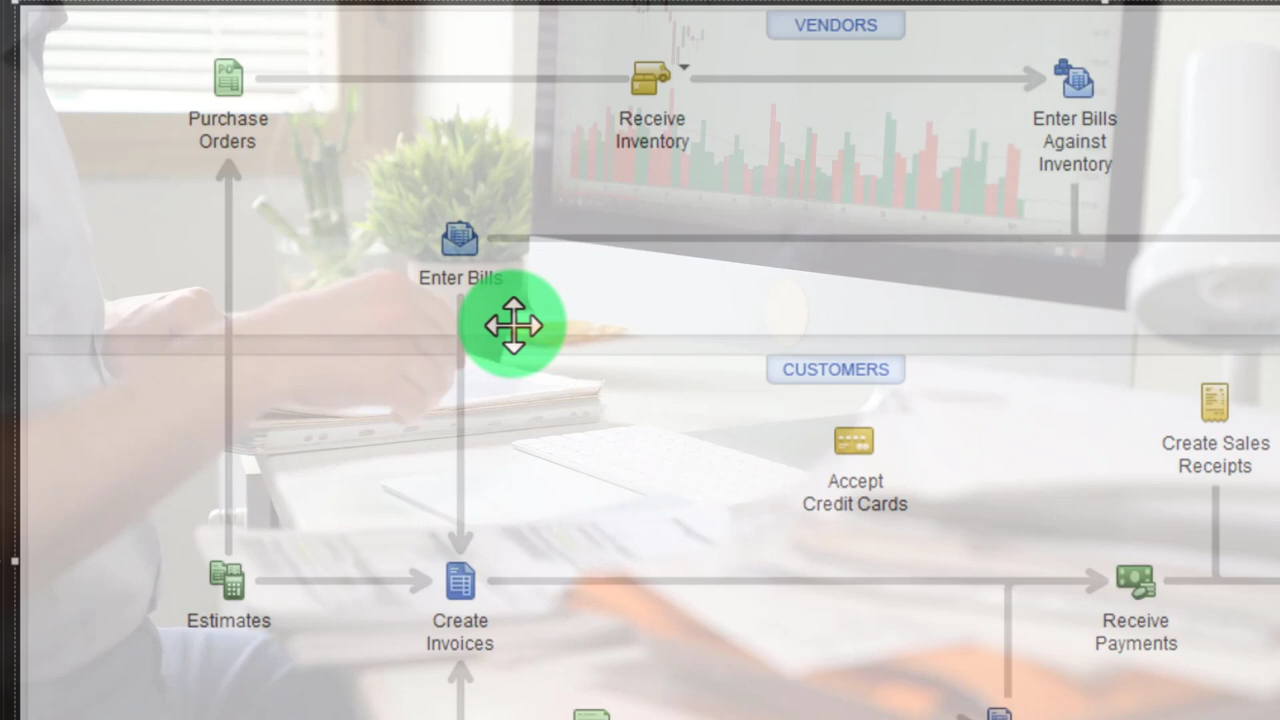 VENDORS
PO
Purchase
Orders
Receive
Inventory
Enter Bills
Against
Inventory
Enter Bills
CUSTOMERS
Accept
Credit Cards
Create Sales
Receipts
Estimates
Create
Invoices
Receive
Payments